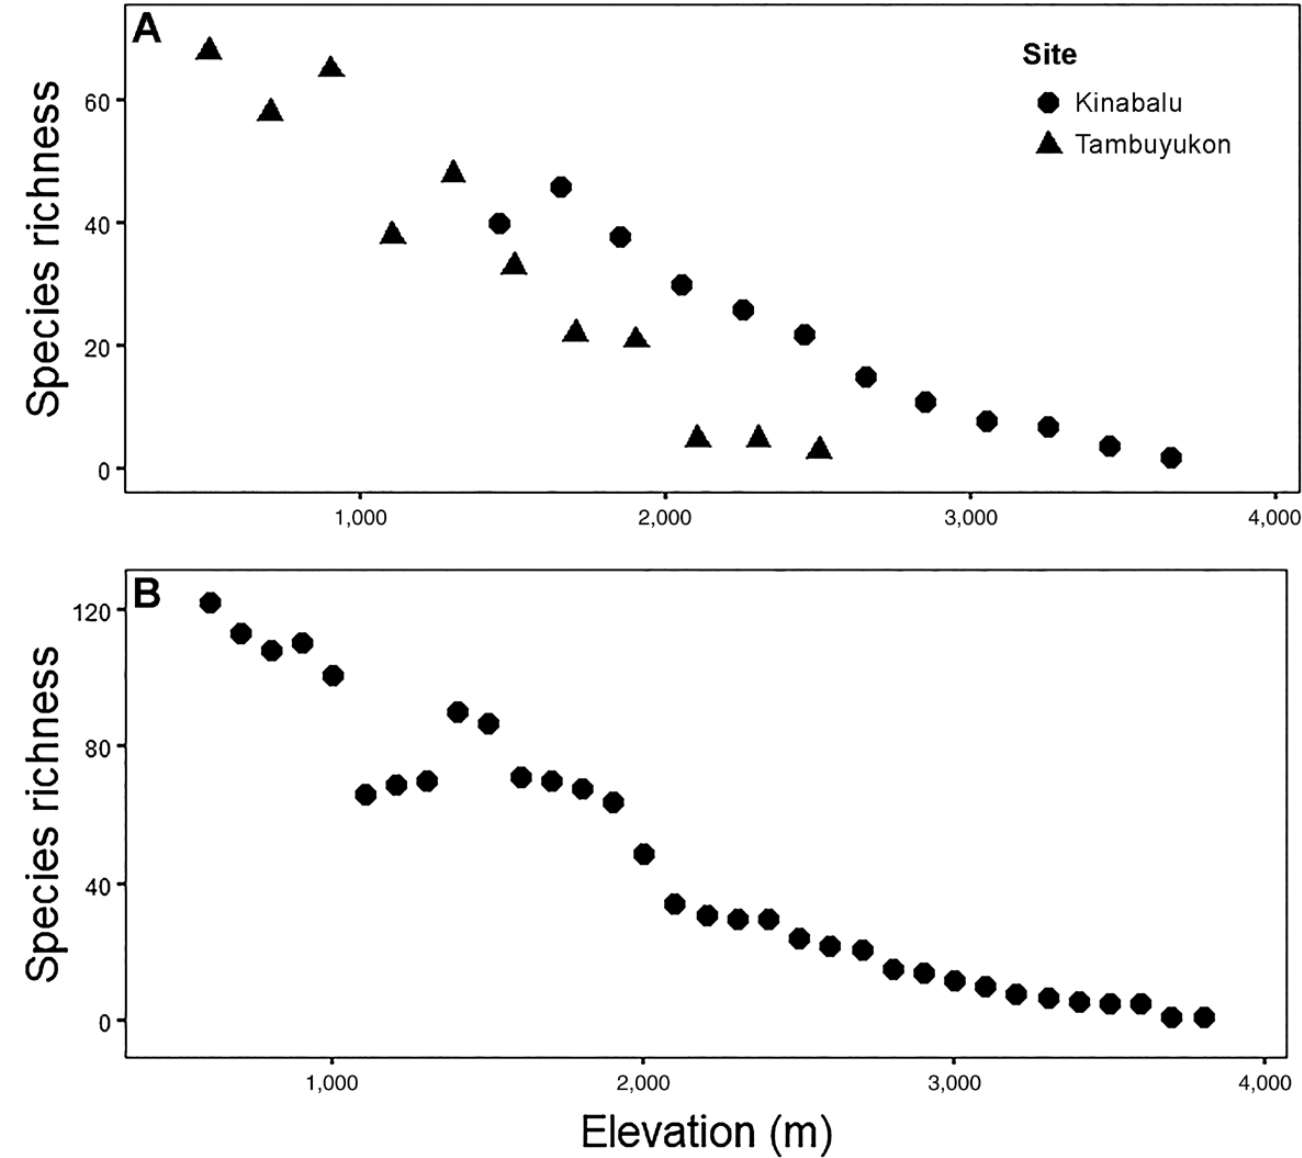 A
Site
Kinabalu
Tambuyukon
Species richness
60
40
20
0
1,000 2,000 3,000 4,000
B
Species richness
120
80
40
0
1,000 2,000 3,000 4,000
Elevation (m)